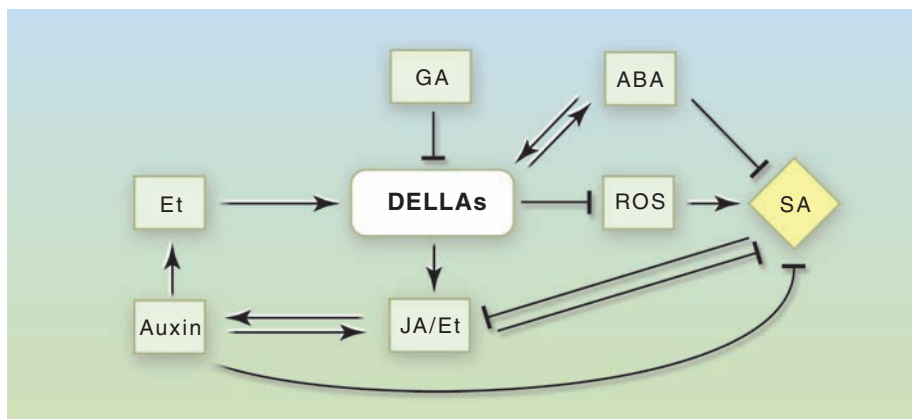 GA
ABA
Et
DELLAs
ROS
SA
Auxin
JA/Et